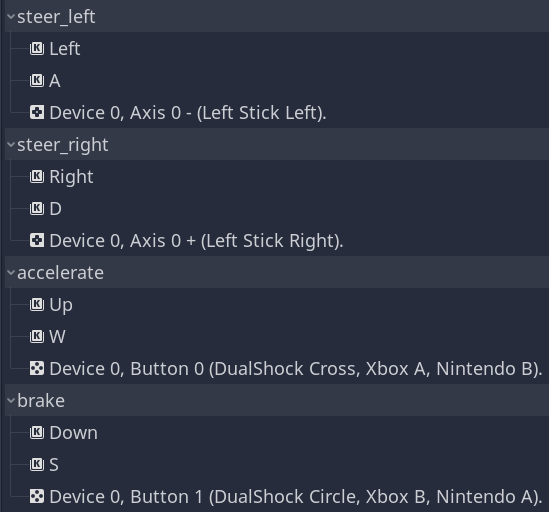 steer_left
Left
A
Device 0, Axis 0 - (Left Stick Left).
steer_right
Right
D
Device 0, Axis 0 + (Left Stick Right).
accelerate
Up
W
Device 0, Button 0 (DualShock Cross, Xbox A, Nintendo B).
brake
Down
S
Device 0, Button 1 (DualShock Circle, Xbox B, Nintendo A).